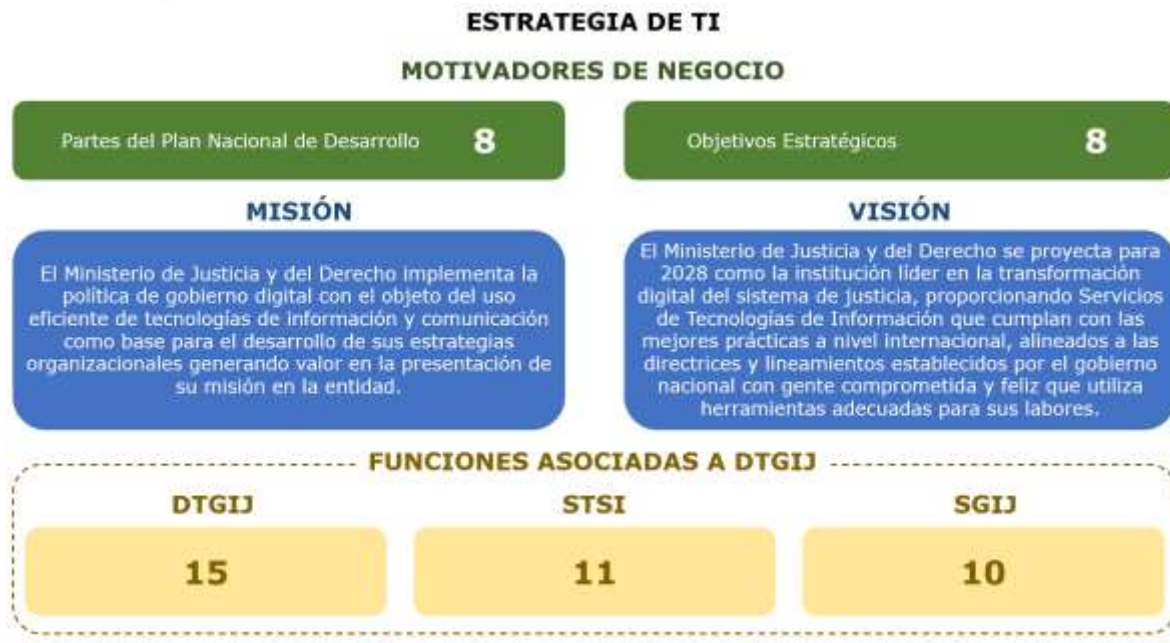 ESTRATEGIA DE TI
MOTIVADORES DE NEGOCIO
Partes del Plan Nacional de Desarrollo 8
Objetivos Estratégicos 8
MISIÓN
El Ministerio de Justicia y del Derecho implementa la
política de gobierno digital con el objeto del uso
eficiente de tecnologías de información y comunicación
como base para el desarrollo de sus estrategias
organizacionales generando valor en la presentación de
su misión en la entidad.
VISIÓN
El Ministerio de Justicia y del Derecho se proyecta para
2028 como la institución líder en la transformación
digital del sistema de justicia, proporcionando Servicios
de Tecnologías de Información que cumplan con las
mejores prácticas a nivel internacional, alineados a las
directrices y lineamientos establecidos por el gobierno
nacional con gente comprometida y feliz que utiliza
herramientas adecuadas para sus labores.
FUNCIONES ASOCIADAS A DTGIJ
DTGIJ
STSI
SGIJ
15
11
10